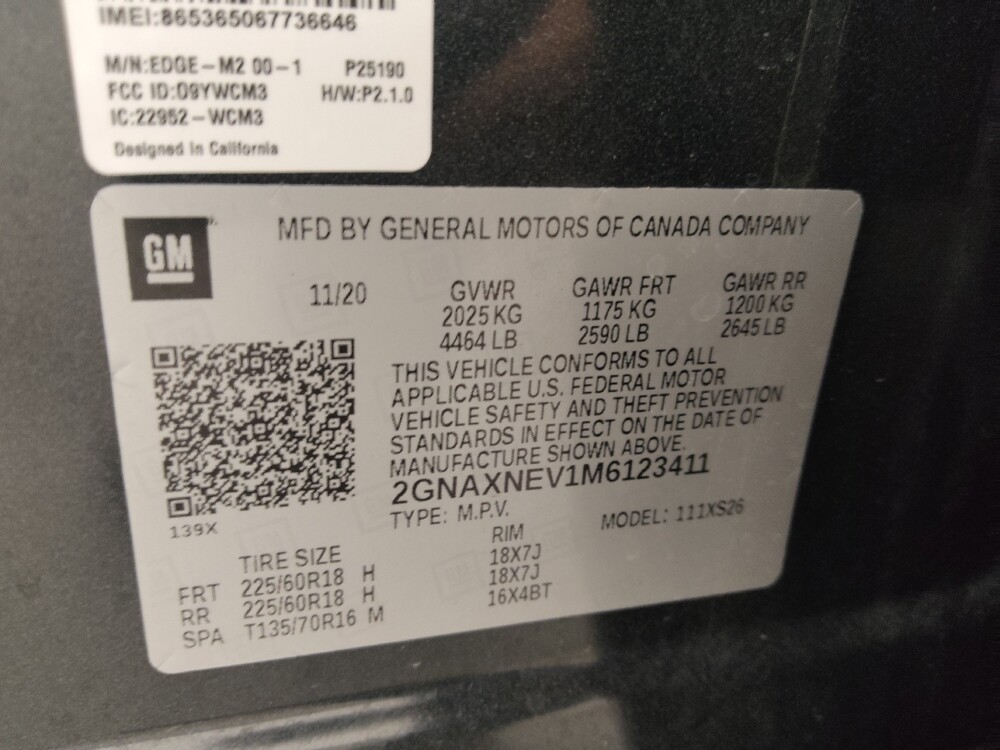 IMEI:865365067736646
M/N:EDGE-M2 00-1 P25190
FCC ID:O9YWCM3 H/W:P2.1.0
IC:22952-WCM3
Designed in California
GM
MFD BY GENERAL MOTORS OF CANADA COMPANY
11/20 GVWR GAWR FRT GAWR RR
2025 KG 1175 KG 1200 KG
4464 LB 2590 LB 2645 LB
THIS VEHICLE CONFORMS TO ALL
APPLICABLE U.S. FEDERAL MOTOR
VEHICLE SAFETY AND THEFT PREVENTION
STANDARDS IN EFFECT ON THE DATE OF
MANUFACTURE SHOWN ABOVE.
2GNAXNEV1M6123411
139X
TYPE: M.P.V. MODEL: 111XS26
TIRE SIZE RIM
FRT 225/60R18 H 18X7J
RR 225/60R18 H 18X7J
SPA T135/70R16 M 16X4BT